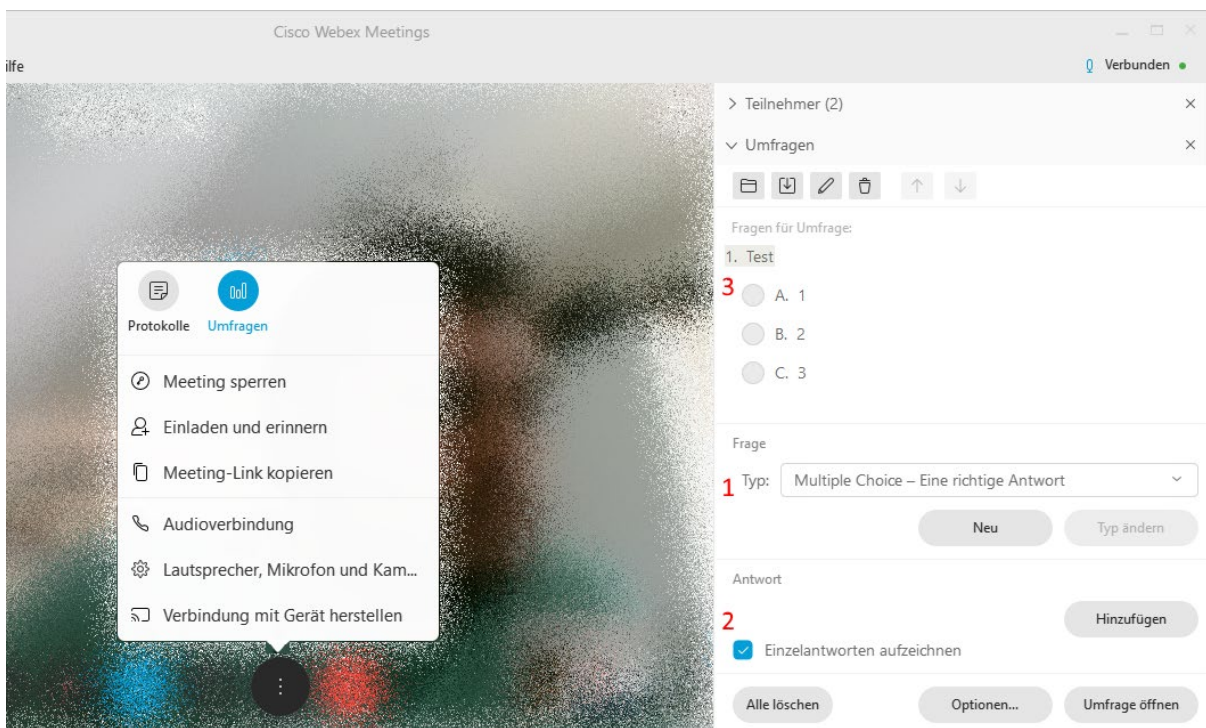 Cisco Webex Meetings
ilfe
Verbunden
Teilnehmer (2)
Umfragen
Fragen für Umfrage:
1. Test
3
A. 1
B. 2
C. 3
Protokolle Umfragen
Meeting sperren
Einladen und erinnern
Meeting-Link kopieren
Audioverbindung
Lautsprecher, Mikrofon und Kam...
Verbindung mit Gerät herstellen
Frage
1 Typ: Multiple Choice – Eine richtige Antwort
Neu Typ ändern
Antwort
2 Hinzufügen
Einzelantworten aufzeichnen
Alle löschen Optionen... Umfrage öffnen